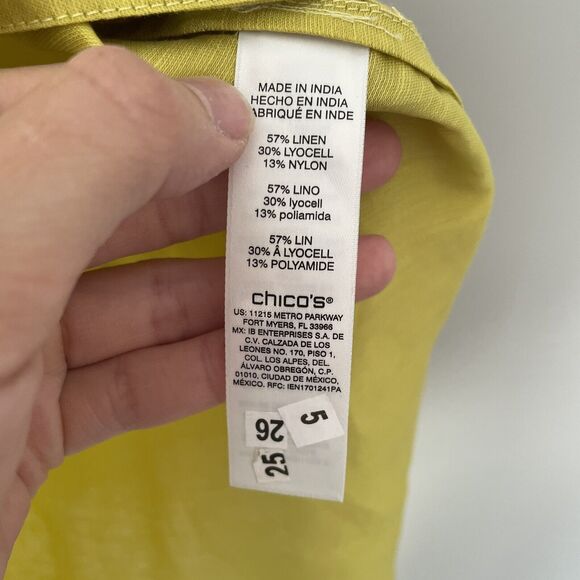 MADE IN INDIA
HECHO EN INDIA
ABRIQUÉ EN INDE
57% LINEN
30% LYOCELL
13% NYLON
57% LINO
30% lyocell
13% poliamida
57% LIN
30% Â LYOCELL
13% POLYAMIDE
chico's®
US: 11215 METRO PARKWAY
FORT MYERS, FL 33966
MX: IB ENTERPRISES S.A. DE
C.V. CALZADA DE LOS
LEONES NO. 170, PISO 1,
COL. LOS ALPES, DEL.
ÁLVARO OBREGÓN, C.P.
01010, CIUDAD DE MÉXICO,
MÉXICO. RFC: IEN1701241PA
5
26
25